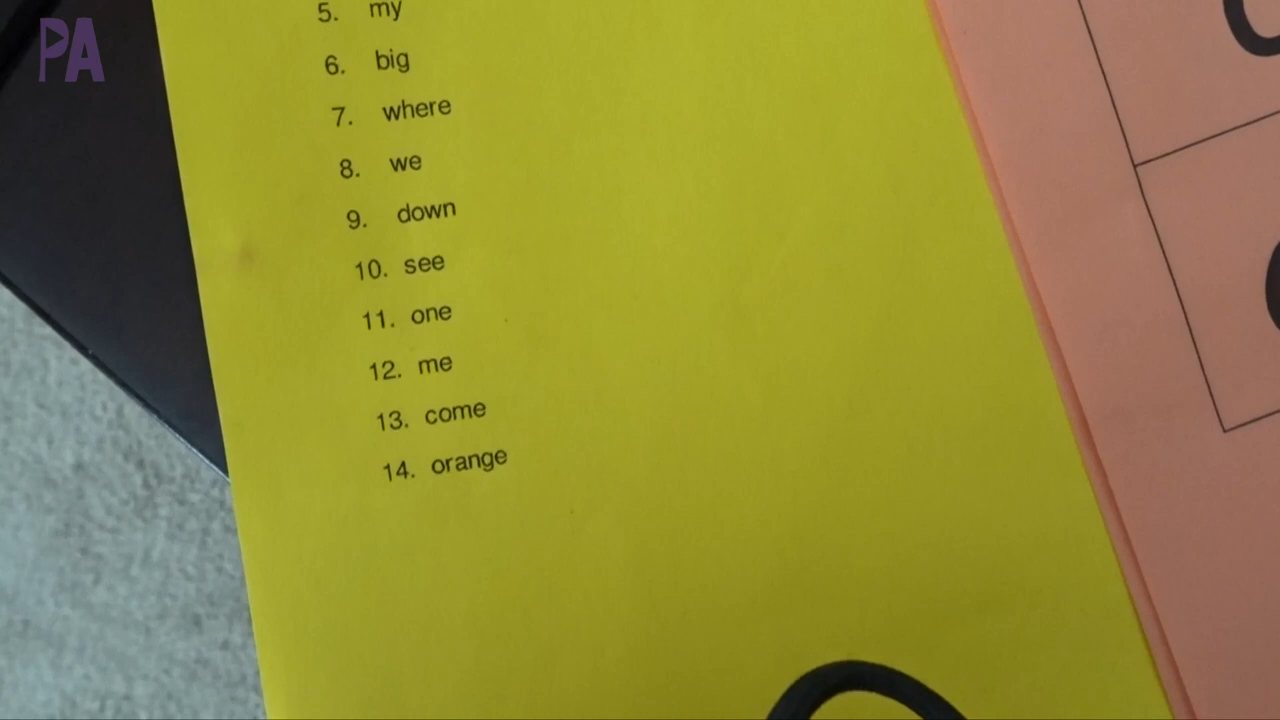 PA
5. my
6. big
7. where
8. we
9. down
10. see
11. one
12. me
13. come
14. orange